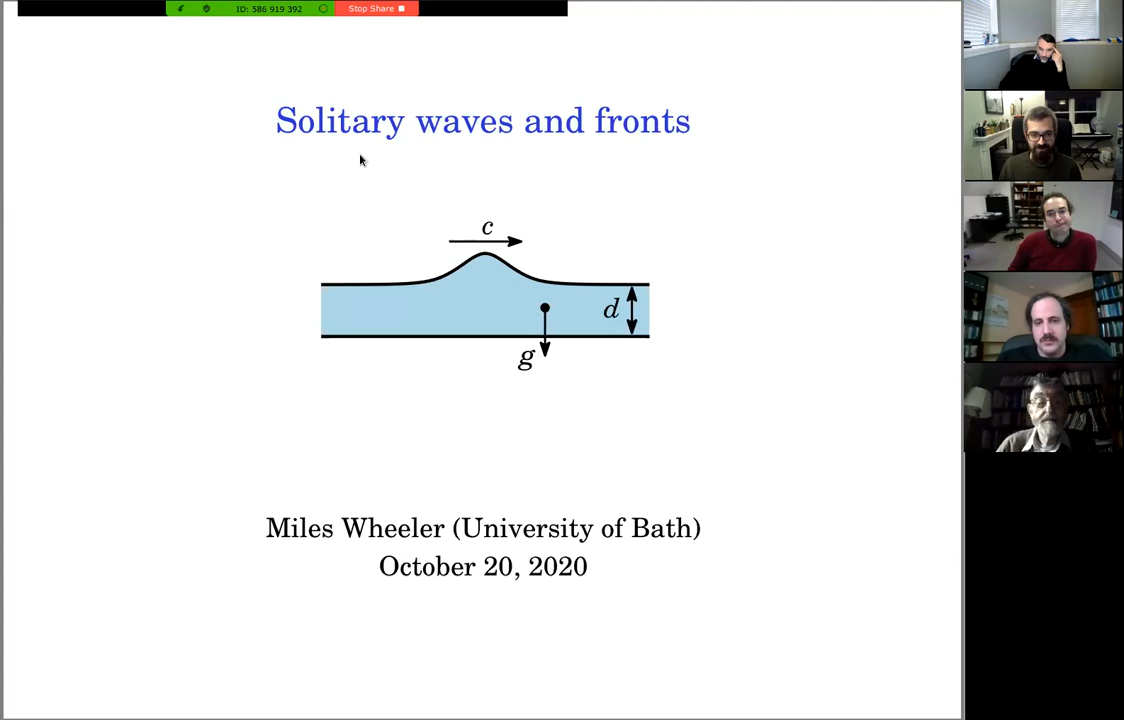 ID: 586 919 392 Stop Share
Solitary waves and fronts
c
d
g
Miles Wheeler (University of Bath)
October 20, 2020